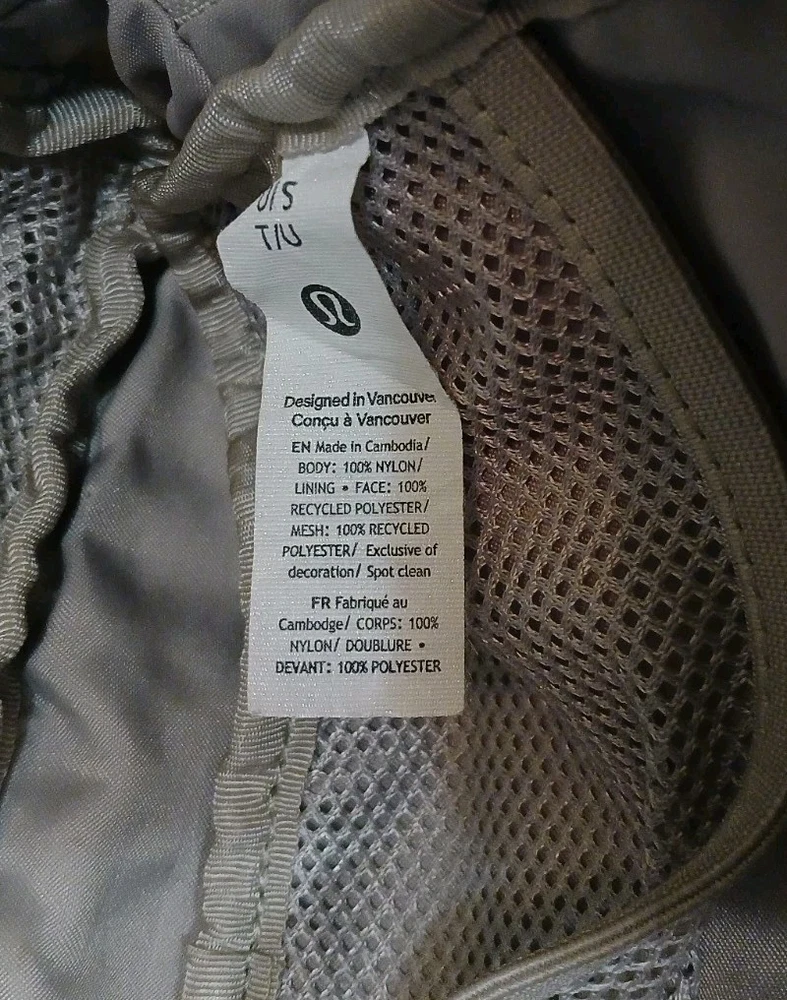 O/S
T/U
Designed in Vancouver
Conçu à Vancouver
EN Made in Cambodia/
BODY: 100% NYLON/
LINING • FACE: 100%
RECYCLED POLYESTER/
MESH: 100% RECYCLED
POLYESTER/ Exclusive of
decoration/ Spot clean
FR Fabriqué au
Cambodge/ CORPS: 100%
NYLON/ DOUBLURE •
DEVANT: 100% POLYESTER